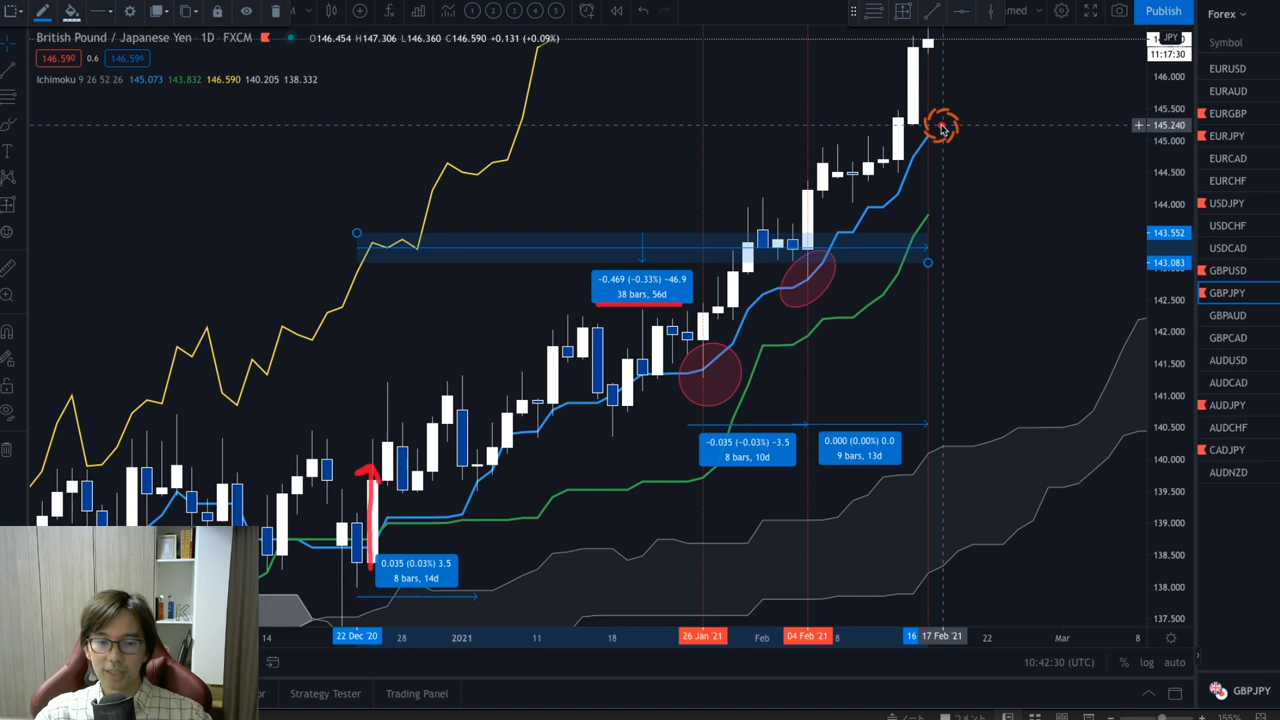 Publish
Forex
British Pound / Japanese Yen 1D FXCM
O146.454 H147.306 L146.360 C146.590 +0.131 (+0.09%)
146.590 0.6 146.596
Ichimoku 9 26 52 26 145.073 143.832 146.590 140.205 138.332
JPY
11:17:30
146.000
145.500
145.240
145.000
144.500
144.000
143.552
143.083
142.500
142.000
141.500
141.000
140.500
140.000
139.500
139.000
138.500
138.000
137.500
Symbol
EURUSD
EURAUD
EURGBP
EURJPY
EURCAD
EURCHF
USDJPY
USDCHF
USDCAD
GBPUSD
GBPJPY
GBPAUD
GBPCAD
AUDUSD
AUDCAD
AUDJPY
AUDCHF
CADJPY
AUDNZD
−0.469 (−0.33%) −46.9
38 bars, 56d
−0.035 (−0.03%) −3.5
8 bars, 10d
0.000 (0.00%) 0.0
9 bars, 13d
0.035 (0.03%) 3.5
8 bars, 14d
14 22 Dec '20 28 2021 11 18 26 Jan '21 Feb 04 Feb '21 8 16 17 Feb '21 22 Mar 8
10:42:30 (UTC) % log auto
Strategy Tester Trading Panel
GBPJPY
155%